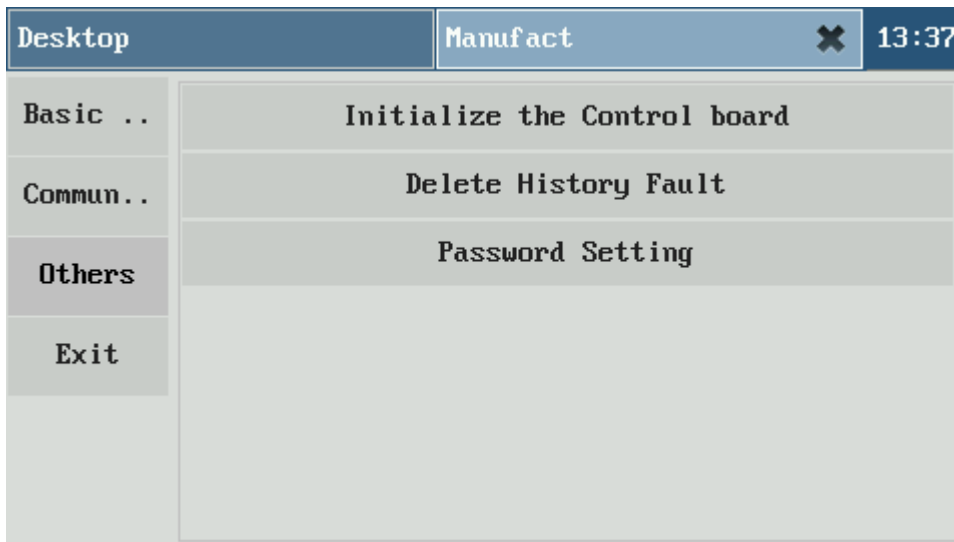 Desktop
Manufact
13:37
Basic ..
Commun..
Others
Exit
Initialize the Control board
Delete History Fault
Password Setting